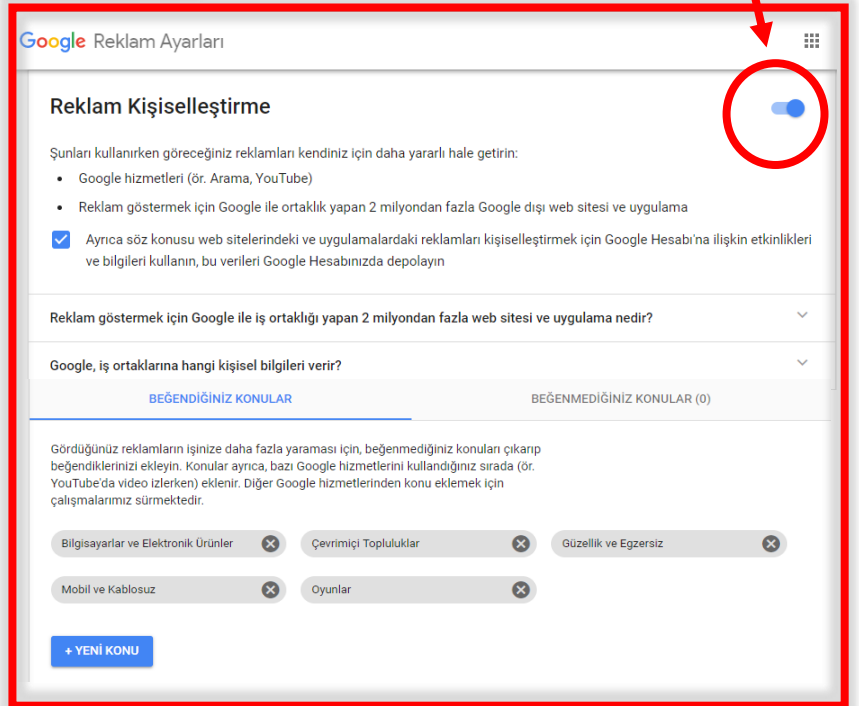 Google Reklam Ayarları
Reklam Kişiselleştirme
Şunları kullanırken göreceğiniz reklamları kendiniz için daha yararlı hale getirin:
• Google hizmetleri (ör. Arama, YouTube)
• Reklam göstermek için Google ile ortaklık yapan 2 milyondan fazla Google dışı web sitesi ve uygulama
Ayrıca söz konusu web sitelerindeki ve uygulamalardaki reklamları kişiselleştirmek için Google Hesabı'na ilişkin etkinlikleri
ve bilgileri kullanın, bu verileri Google Hesabınızda depolayın
Reklam göstermek için Google ile iş ortaklığı yapan 2 milyondan fazla web sitesi ve uygulama nedir?
Google, iş ortaklarına hangi kişisel bilgileri verir?
BEĞENDİĞİNİZ KONULAR
BEĞENMEDİĞİNİZ KONULAR (0)
Gördüğünüz reklamların işinize daha fazla yaraması için, beğenmediğiniz konuları çıkarıp
beğendiklerinizi ekleyin. Konular ayrıca, bazı Google hizmetlerini kullandığınız sırada (ör.
YouTube'da video izlerken) eklenir. Diğer Google hizmetlerinden konu eklemek için
çalışmalarımız sürmektedir.
Bilgisayarlar ve Elektronik Ürünler
Çevrimiçi Topluluklar
Güzellik ve Egzersiz
Mobil ve Kablosuz
Oyunlar
+ YENİ KONU